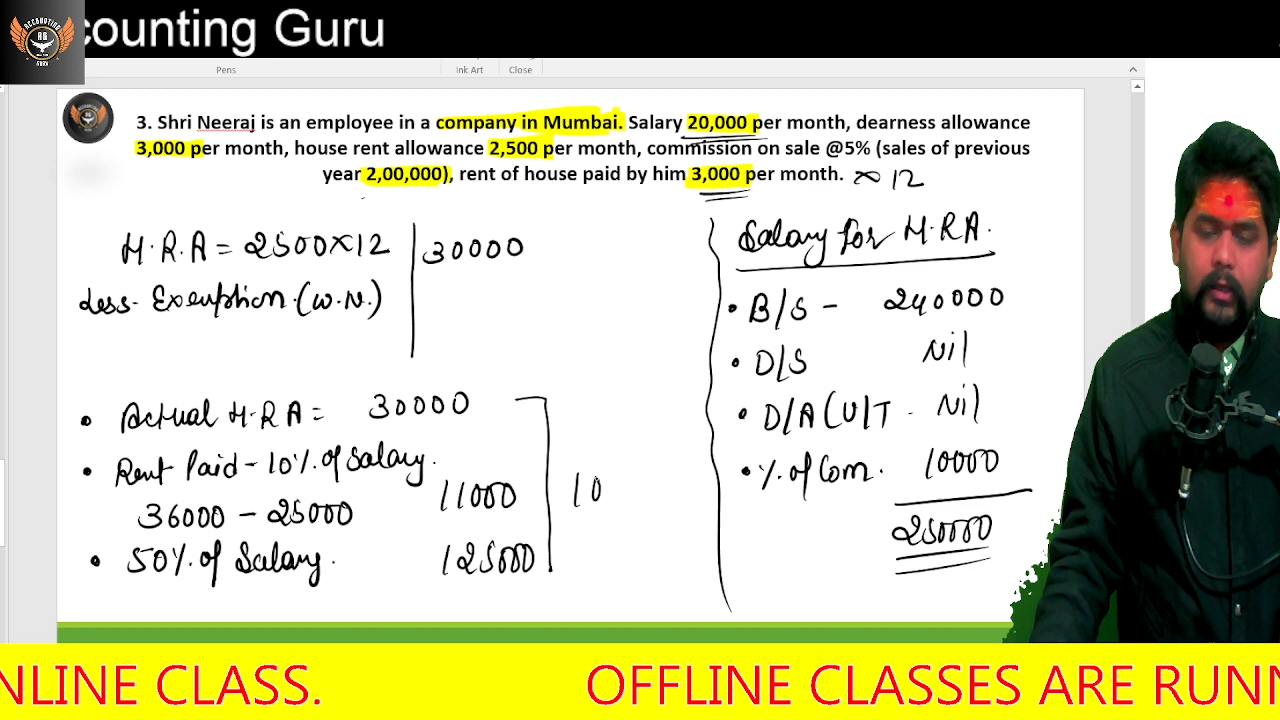 ACCOUNTING
AG
GURU
counting Guru
Pens
Ink Art
Close
3. Shri Neeraj is an employee in a company in Mumbai. Salary 20,000 per month, dearness allowance
3,000 per month, house rent allowance 2,500 per month, commission on sale @5% (sales of previous
year 2,00,000), rent of house paid by him 3,000 per month. × 12
H.R.A = 2500×12 30000
Less- Exemption (W.N.)
• Actual H.R.A = 30000
• Rent Paid - 10% of Salary.
36000 - 25000 11000
10
• 50% of Salary. 125000
Salary for H.R.A.
• B/S - 240000
• D/S Nil
• D/A (U/T - Nil
• % of Com. 10000
250000
NLINE CLASS. OFFLINE CLASSES ARE RUNN